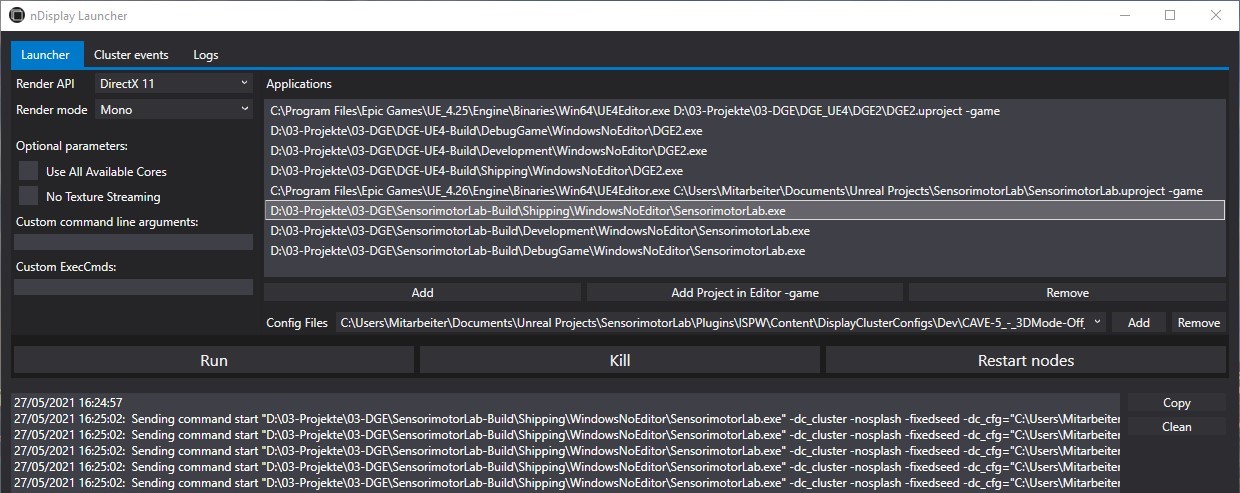 nDisplay Launcher
Launcher Cluster events Logs
Render API DirectX 11
Render mode Mono
Optional parameters:
Use All Available Cores
No Texture Streaming
Custom command line arguments:
Custom ExecCmds:
Applications
C:\Program Files\Epic Games\UE_4.25\Engine\Binaries\Win64\UE4Editor.exe D:\03-Projekte\03-DGE\DGE_UE4\DGE2\DGE2.uproject -game
D:\03-Projekte\03-DGE\DGE-UE4-Build\DebugGame\WindowsNoEditor\DGE2.exe
D:\03-Projekte\03-DGE\DGE-UE4-Build\Development\WindowsNoEditor\DGE2.exe
D:\03-Projekte\03-DGE\DGE-UE4-Build\Shipping\WindowsNoEditor\DGE2.exe
C:\Program Files\Epic Games\UE_4.26\Engine\Binaries\Win64\UE4Editor.exe C:\Users\Mitarbeiter\Documents\Unreal Projects\SensorimotorLab\SensorimotorLab.uproject -game
D:\03-Projekte\03-DGE\SensorimotorLab-Build\Shipping\WindowsNoEditor\SensorimotorLab.exe
D:\03-Projekte\03-DGE\SensorimotorLab-Build\Development\WindowsNoEditor\SensorimotorLab.exe
D:\03-Projekte\03-DGE\SensorimotorLab-Build\DebugGame\WindowsNoEditor\SensorimotorLab.exe
Add Add Project in Editor -game Remove
Config Files C:\Users\Mitarbeiter\Documents\Unreal Projects\SensorimotorLab\Plugins\ISPW\Content\DisplayClusterConfigs\Dev\CAVE-5_-_3DMode-Off_ Add Remove
Run Kill Restart nodes
27/05/2021 16:24:57
27/05/2021 16:25:02: Sending command start "D:\03-Projekte\03-DGE\SensorimotorLab-Build\Shipping\WindowsNoEditor\SensorimotorLab.exe" -dc_cluster -nosplash -fixedseed -dc_cfg="C:\Users\Mitarbeiter
27/05/2021 16:25:02: Sending command start "D:\03-Projekte\03-DGE\SensorimotorLab-Build\Shipping\WindowsNoEditor\SensorimotorLab.exe" -dc_cluster -nosplash -fixedseed -dc_cfg="C:\Users\Mitarbeiter
27/05/2021 16:25:02: Sending command start "D:\03-Projekte\03-DGE\SensorimotorLab-Build\Shipping\WindowsNoEditor\SensorimotorLab.exe" -dc_cluster -nosplash -fixedseed -dc_cfg="C:\Users\Mitarbeiter
27/05/2021 16:25:02: Sending command start "D:\03-Projekte\03-DGE\SensorimotorLab-Build\Shipping\WindowsNoEditor\SensorimotorLab.exe" -dc_cluster -nosplash -fixedseed -dc_cfg="C:\Users\Mitarbeiter
27/05/2021 16:25:02: Sending command start "D:\03-Projekte\03-DGE\SensorimotorLab-Build\Shipping\WindowsNoEditor\SensorimotorLab.exe" -dc_cluster -nosplash -fixedseed -dc_cfg="C:\Users\Mitarbeiter
Copy
Clean